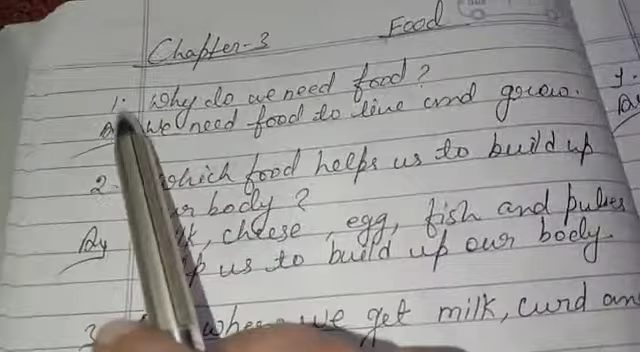 Chapter-3 Food
1. Why do we need food?
We need food to live and grow.
2. which food helps us to build up
body?
cheese, egg, fish and pulses
us to build up our body.
3. where we get milk, curd